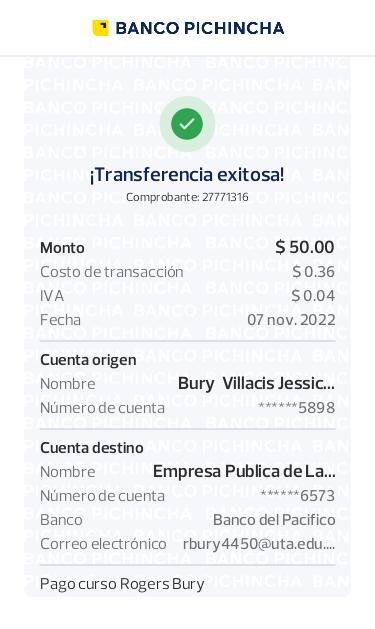 BANCO PICHINCHA
¡Transferencia exitosa!
Comprobante: 27771316
Monto $ 50.00
Costo de transacción $ 0.36
IVA $ 0.04
Fecha 07 nov. 2022
Cuenta origen
Nombre Bury Villacis Jessic...
Número de cuenta ******5898
Cuenta destino
Nombre Empresa Publica de La...
Número de cuenta ******6573
Banco Banco del Pacifico
Correo electrónico rbury4450@uta.edu....
Pago curso Rogers Bury